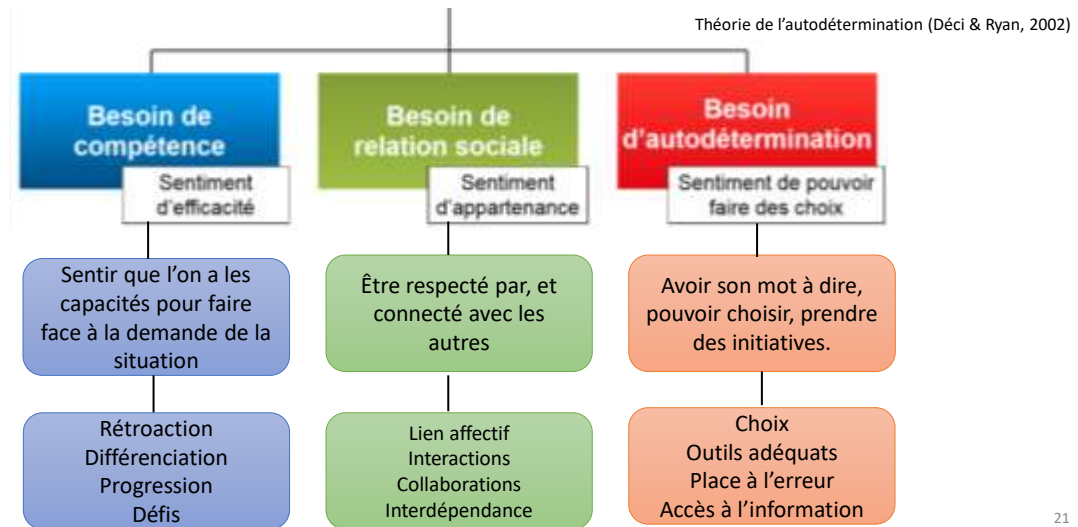 Théorie de l'autodétermination (Déci & Ryan, 2002)
Besoin de
compétence
Sentiment
d'efficacité
Sentir que l'on a les
capacités pour faire
face à la demande de la
situation
Rétroaction
Différenciation
Progression
Défis
Besoin de
relation sociale
Sentiment
d'appartenance
Être respecté par, et
connecté avec les
autres
Lien affectif
Interactions
Collaborations
Interdépendance
Besoin
d'autodétermination
Sentiment de pouvoir
faire des choix
Avoir son mot à dire,
pouvoir choisir, prendre
des initiatives.
Choix
Outils adéquats
Place à l'erreur
Accès à l'information
21